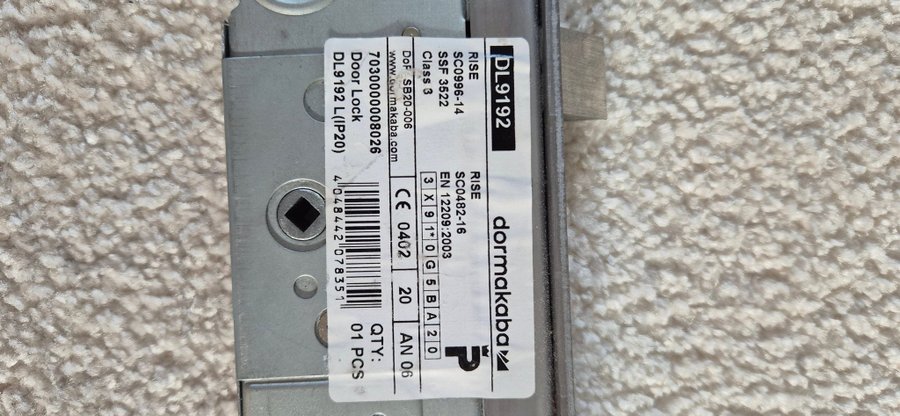 DL9192
dormakaba
RISE
SC0996-14
SSF 3522
Class 3
RISE
SC0482-16
EN 12209:2003
3 X 9 1* 0 G 5 B A 2 0
P
DoP: SB20-006
www.dormakaba.com
CE 0402
20
AN 06
70300000008026
Door Lock
DL9192 L(IP20)
4 048442 078351
QTY:
01 PCS